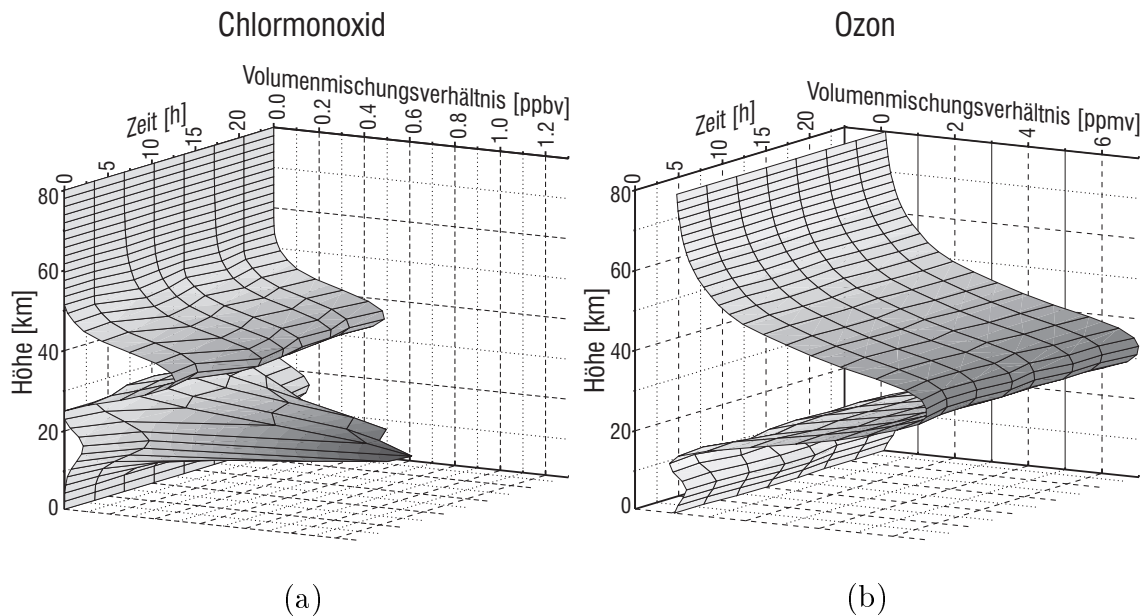 Chlormonoxid
Volumenmischungsverhältnis [ppbv]
0.0 0.2 0.4 0.6 0.8 1.0 1.2
Zeit [h]
0 5 10 15 20
Höhe [km]
80
60
40
20
0
(a)
Ozon
Volumenmischungsverhältnis [ppmv]
0 2 4 6
Zeit [h]
0 5 10 15 20
Höhe [km]
80
60
40
20
0
(b)